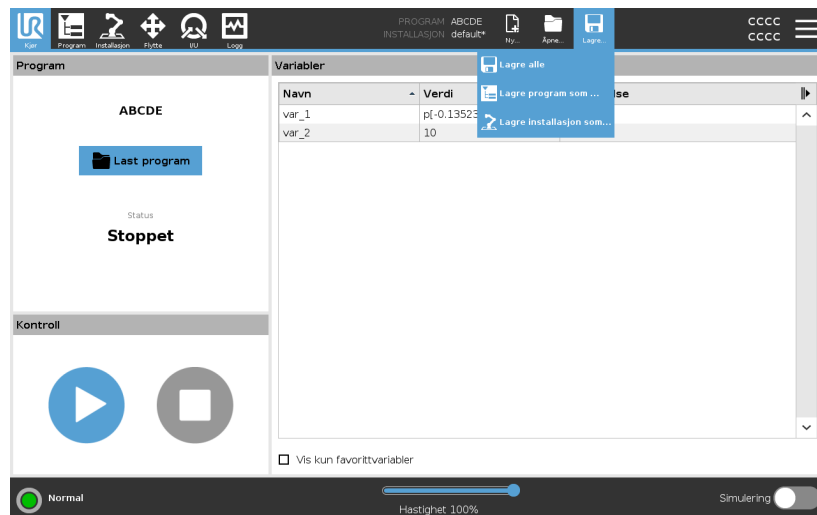 PROGRAM ABCDE
INSTALLASJON default*
CCCC
CCCC
Kjør Program Installasjon Flytte I/U Logg Ny... Åpne... Lagre...
Program
Variabler
Lagre alle
Lagre program som ...
Lagre installasjon som...
Navn Verdi lse
var_1 p[-0.13523
var_2 10
ABCDE
Last program
Status
Stoppet
Kontroll
Vis kun favorittvariabler
Normal
Hastighet 100%
Simulering